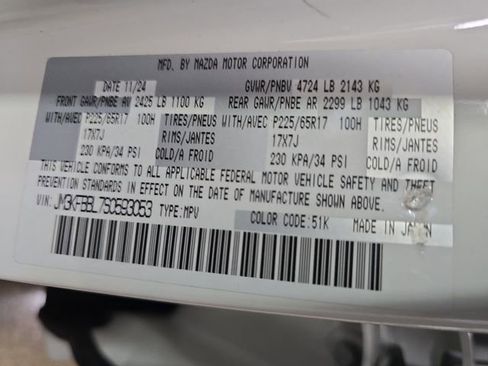 MFD. BY MAZDA MOTOR CORPORATION
DATE 11/24 GVWR/PNBV 4724 LB 2143 KG
FRONT GAWR/PNBE AV 2425 LB 1100 KG REAR GAWR/PNBE AR 2299 LB 1043 KG
WITH/AVEC P225/65R17 100H TIRES/PNEUS WITH/AVEC P225/65R17 100H TIRES/PNEUS
17X7J RIMS/JANTES 17X7J RIMS/JANTES
230 KPA/34 PSI COLD/A FROID 230 KPA/34 PSI COLD/A FROID
THIS VEHICLE CONFORMS TO ALL APPLICABLE FEDERAL MOTOR VEHICLE SAFETY AND THEFT
PREVENTION STANDARDS IN EFFECT ON THE DATE OF MANUFACTURE SHOWN ABOVE.
VIN: JM3KFBBL7S0593053 TYPE: MPV COLOR CODE: 51K MADE IN JAPAN